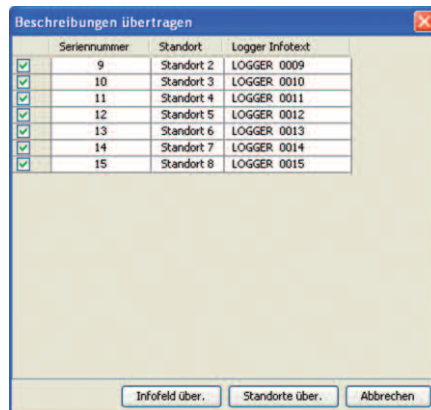 Beschreibungen übertragen
Seriennummer Standort Logger Infotext
9 Standort 2 LOGGER 0009
10 Standort 3 LOGGER 0010
11 Standort 4 LOGGER 0011
12 Standort 5 LOGGER 0012
13 Standort 6 LOGGER 0013
14 Standort 7 LOGGER 0014
15 Standort 8 LOGGER 0015
Infofeld über. Standorte über. Abbrechen